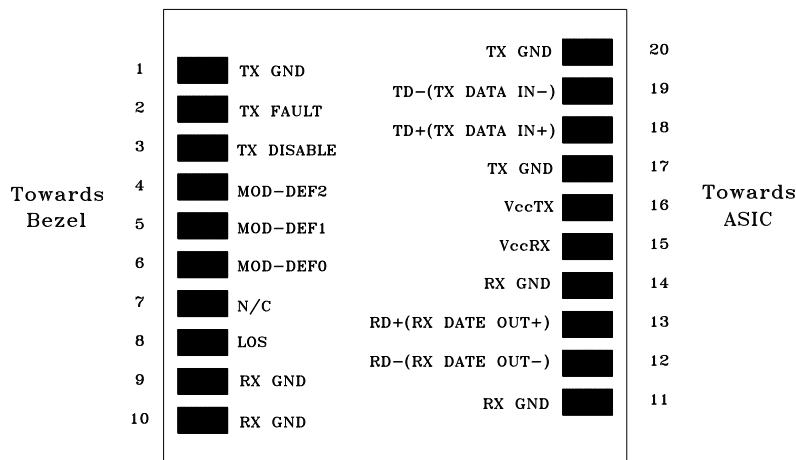 Towards
Bezel
1 TX GND
2 TX FAULT
3 TX DISABLE
4 MOD-DEF2
5 MOD-DEF1
6 MOD-DEF0
7 N/C
8 LOS
9 RX GND
10 RX GND
TX GND 20
TD-(TX DATA IN-) 19
TD+(TX DATA IN+) 18
TX GND 17
VccTX 16
VccRX 15
RX GND 14
RD+(RX DATE OUT+) 13
RD-(RX DATE OUT-) 12
RX GND 11
Towards
ASIC